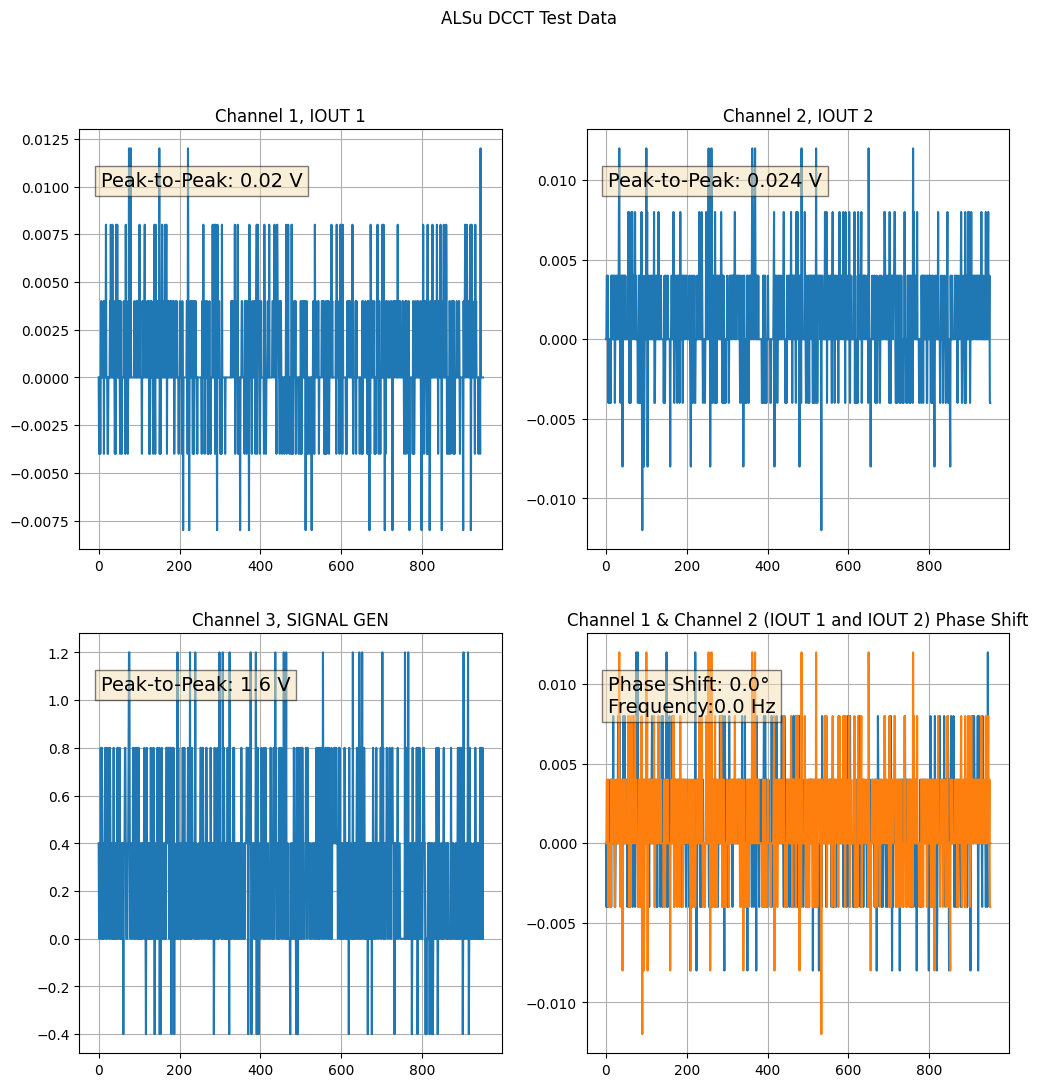 ALSu DCCT Test Data
Channel 1, IOUT 1
0.0125
0.0100
0.0075
0.0050
0.0025
0.0000
−0.0025
−0.0050
−0.0075
Peak-to-Peak: 0.02 V
0 200 400 600 800
Channel 2, IOUT 2
0.010
0.005
0.000
−0.005
−0.010
Peak-to-Peak: 0.024 V
0 200 400 600 800
Channel 3, SIGNAL GEN
1.2
1.0
0.8
0.6
0.4
0.2
0.0
−0.2
−0.4
Peak-to-Peak: 1.6 V
0 200 400 600 800
Channel 1 & Channel 2 (IOUT 1 and IOUT 2) Phase Shift
0.010
0.005
0.000
−0.005
−0.010
Phase Shift: 0.0°
Frequency:0.0 Hz
0 200 400 600 800